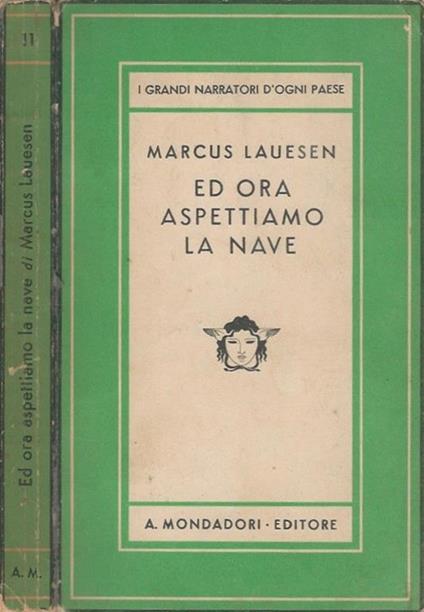 11
Ed ora aspettiamo la nave di Marcus Lauesen
A. M.
I GRANDI NARRATORI D'OGNI PAESE
MARCUS LAUESEN
ED ORA
ASPETTIAMO
LA NAVE
A. MONDADORI · EDITORE